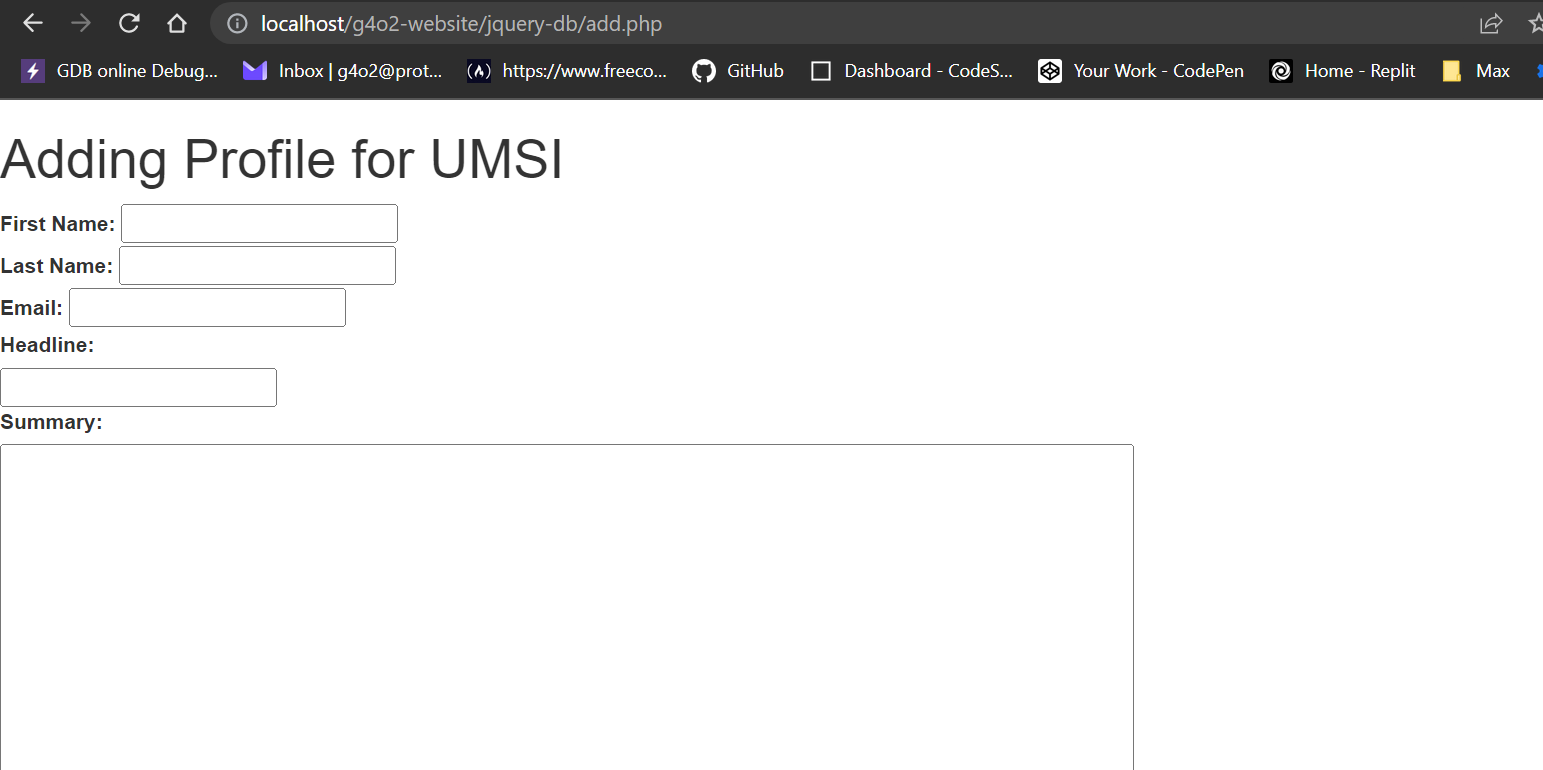 localhost/g4o2-website/jquery-db/add.php
GDB online Debug... Inbox | g4o2@prot... https://www.freeco... GitHub Dashboard - CodeS... Your Work - CodePen Home - Replit Max
Adding Profile for UMSI
First Name:
Last Name:
Email:
Headline:
Summary: